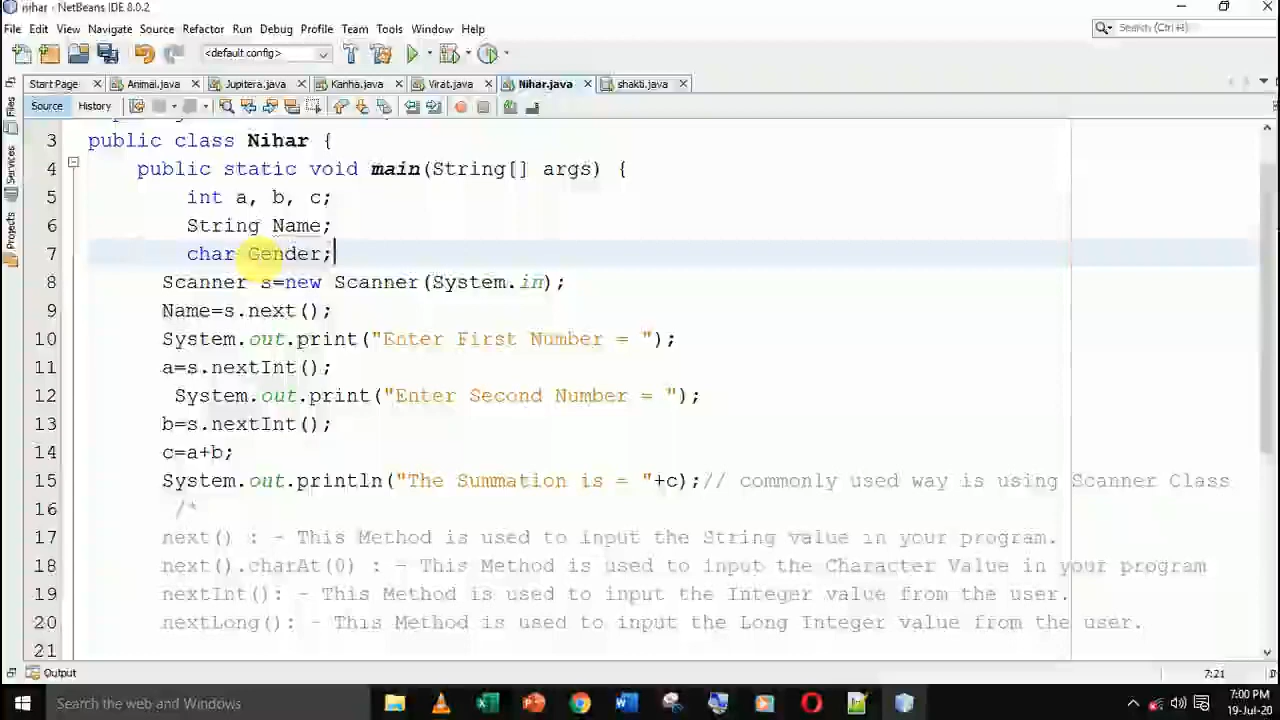 nihar - NetBeans IDE 8.0.2
File Edit View Navigate Source Refactor Run Debug Profile Team Tools Window Help
Search (Ctrl+I)
<default config>
Start Page Animal.java Jupitera.java Kanha.java Virat.java Nihar.java shakti.java
Source History
Files
Services
Projects
3 public class Nihar {
4 public static void main(String[] args) {
5 int a, b, c;
6 String Name;
7 char Gender;
8 Scanner s=new Scanner(System.in);
9 Name=s.next();
10 System.out.print("Enter First Number = ");
11 a=s.nextInt();
12 System.out.print("Enter Second Number = ");
13 b=s.nextInt();
14 c=a+b;
15 System.out.println("The Summation is = "+c);// commonly used way is using Scanner Class
16 /*
17 next() : - This Method is used to input the String value in your program.
18 next().charAt(0) : - This Method is used to input the Character Value in your program
19 nextInt(): - This Method is used to input the Integer value from the user.
20 nextLong(): - This Method is used to input the Long Integer value from the user.
21
Output
7:21
Search the web and Windows
7:00 PM
19-Jul-20